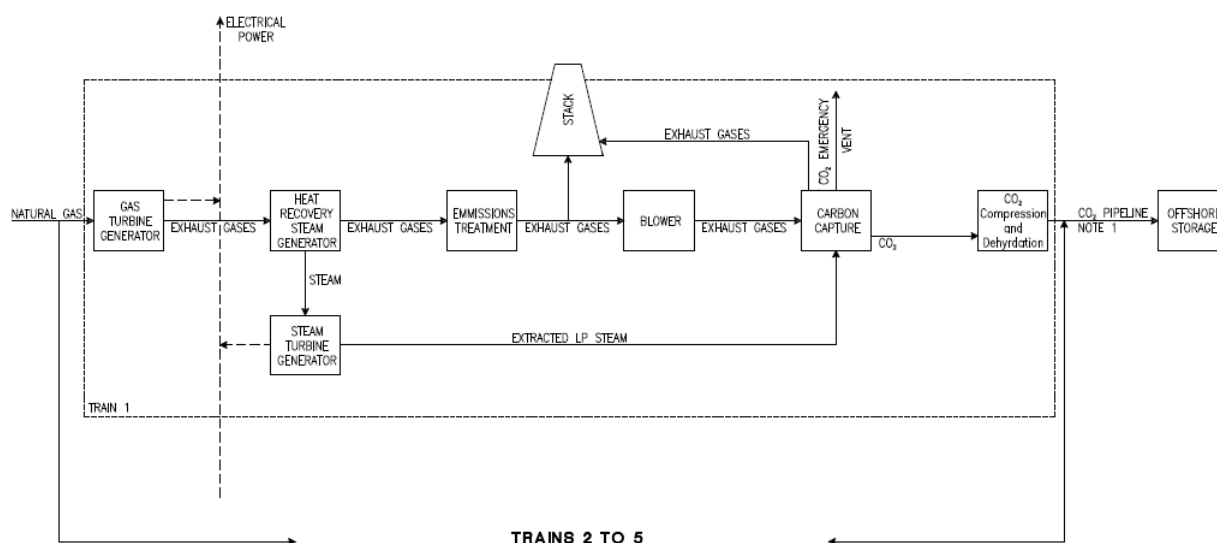 ELECTRICAL
POWER
STACK
EXHAUST GASES
CO₂ EMERGENCY
VENT
NATURAL GAS
GAS
TURBINE
GENERATOR
EXHAUST GASES
HEAT
RECOVERY
STEAM
GENERATOR
EXHAUST GASES
EMMISSIONS
TREATMENT
EXHAUST GASES
BLOWER
EXHAUST GASES
CARBON
CAPTURE
CO₂
CO₂
Compression
and
Dehyrdation
CO₂ PIPELINE
NOTE 1
OFFSHORE
STORAGE
STEAM
STEAM
TURBINE
GENERATOR
EXTRACTED LP STEAM
TRAIN 1
TRAINS 2 TO 5